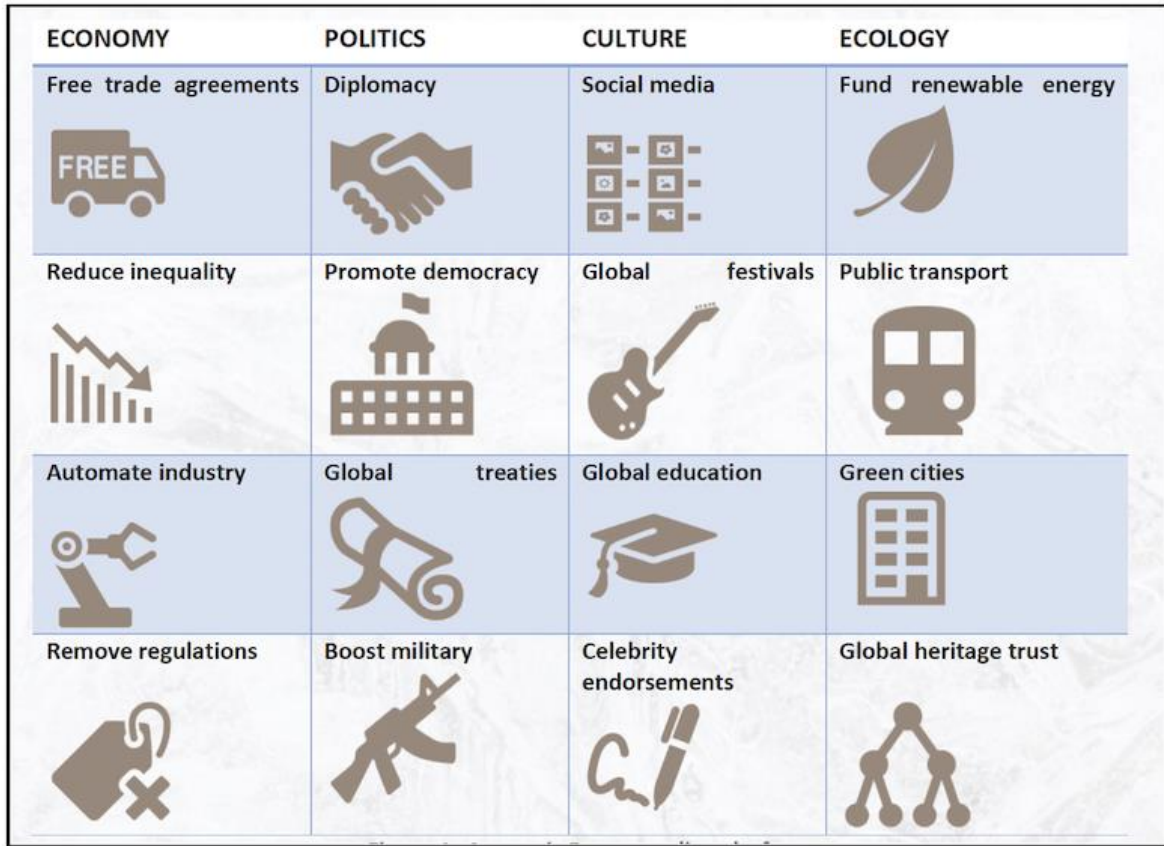 ECONOMY POLITICS CULTURE ECOLOGY
Free trade agreements Diplomacy Social media Fund renewable energy
FREE
Reduce inequality Promote democracy Global festivals Public transport
Automate industry Global treaties Global education Green cities
Remove regulations Boost military Celebrity Global heritage trust
endorsements